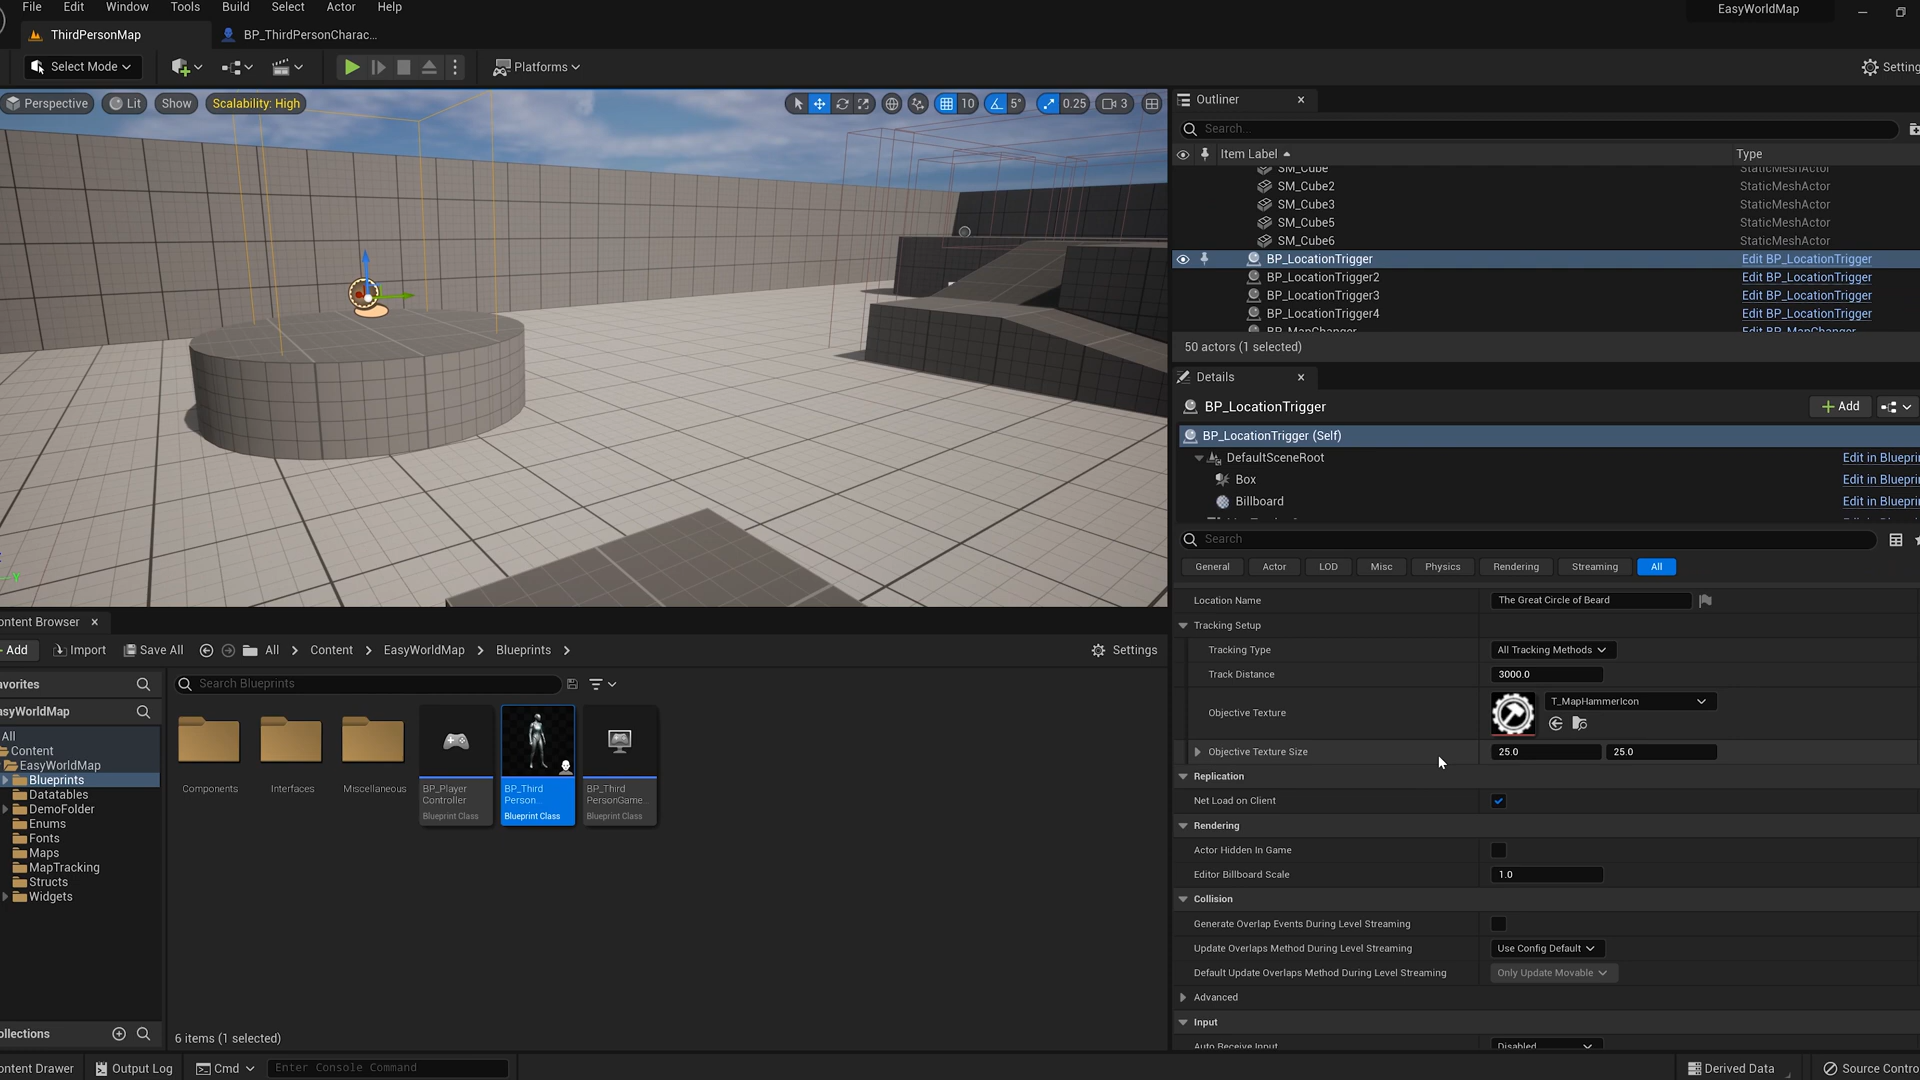 File Edit Window Tools Build Select Actor Help
EasyWorldMap
ThirdPersonMap
BP_ThirdPersonCharac...
Select Mode
Platforms
Perspective Lit Show Scalability: High
10 5° 0.25 3
Outliner
Search...
Item Label Type
SM_Cube StaticMeshActor
SM_Cube2 StaticMeshActor
SM_Cube3 StaticMeshActor
SM_Cube5 StaticMeshActor
SM_Cube6 StaticMeshActor
BP_LocationTrigger Edit BP_LocationTrigger
BP_LocationTrigger2 Edit BP_LocationTrigger
BP_LocationTrigger3 Edit BP_LocationTrigger
BP_LocationTrigger4 Edit BP_LocationTrigger
BP_MapChanger Edit BP_MapChanger
50 actors (1 selected)
Details
BP_LocationTrigger
Add
BP_LocationTrigger (Self)
DefaultSceneRoot Edit in Bluepri
Box Edit in Bluepri
Billboard Edit in Bluepri
Search
General Actor LOD Misc Physics Rendering Streaming All
Location Name The Great Circle of Beard
Tracking Setup
Tracking Type All Tracking Methods
Track Distance 3000.0
Objective Texture T_MapHammerIcon
Objective Texture Size 25.0 25.0
Replication
Net Load on Client
Rendering
Actor Hidden In Game
Editor Billboard Scale 1.0
Collision
Generate Overlap Events During Level Streaming
Update Overlaps Method During Level Streaming Use Config Default
Default Update Overlaps Method During Level Streaming Only Update Movable
Advanced
Input
Auto Receive Input Disabled
Settin
Y
ontent Browser
Add Import Save All All Content EasyWorldMap Blueprints Settings
avorites
Search Blueprints
asyWorldMap
All
Content
EasyWorldMap
Blueprints
Datatables
DemoFolder
Enums
Fonts
Maps
MapTracking
Structs
Widgets
Components
Interfaces
Miscellaneous
BP_Player
Controller
Blueprint Class
BP_Third
Person...
Blueprint Class
BP_Third
PersonGame...
Blueprint Class
ollections
6 items (1 selected)
ontent Drawer Output Log Cmd Enter Console Command Derived Data Source Contro